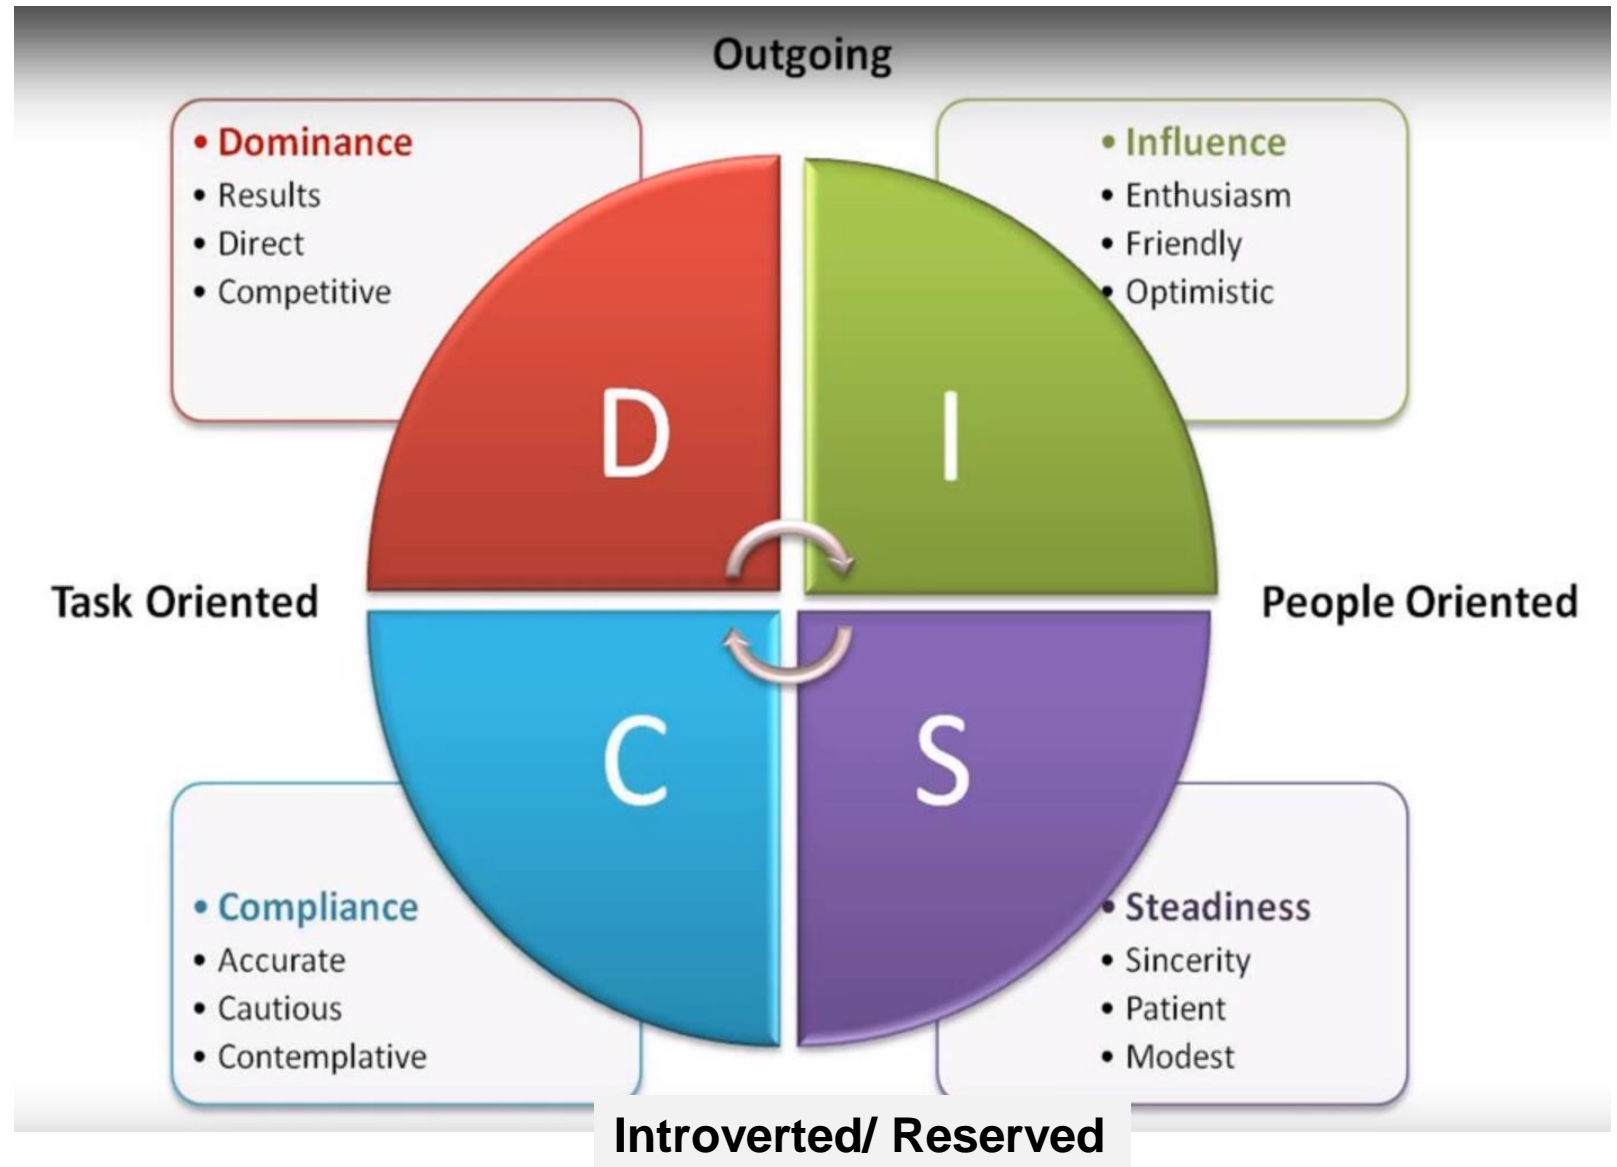 Outgoing
• Dominance
• Results
• Direct
• Competitive
• Influence
• Enthusiasm
• Friendly
• Optimistic
D
I
Task Oriented
People Oriented
C
S
• Compliance
• Accurate
• Cautious
• Contemplative
• Steadiness
• Sincerity
• Patient
• Modest
Introverted/ Reserved